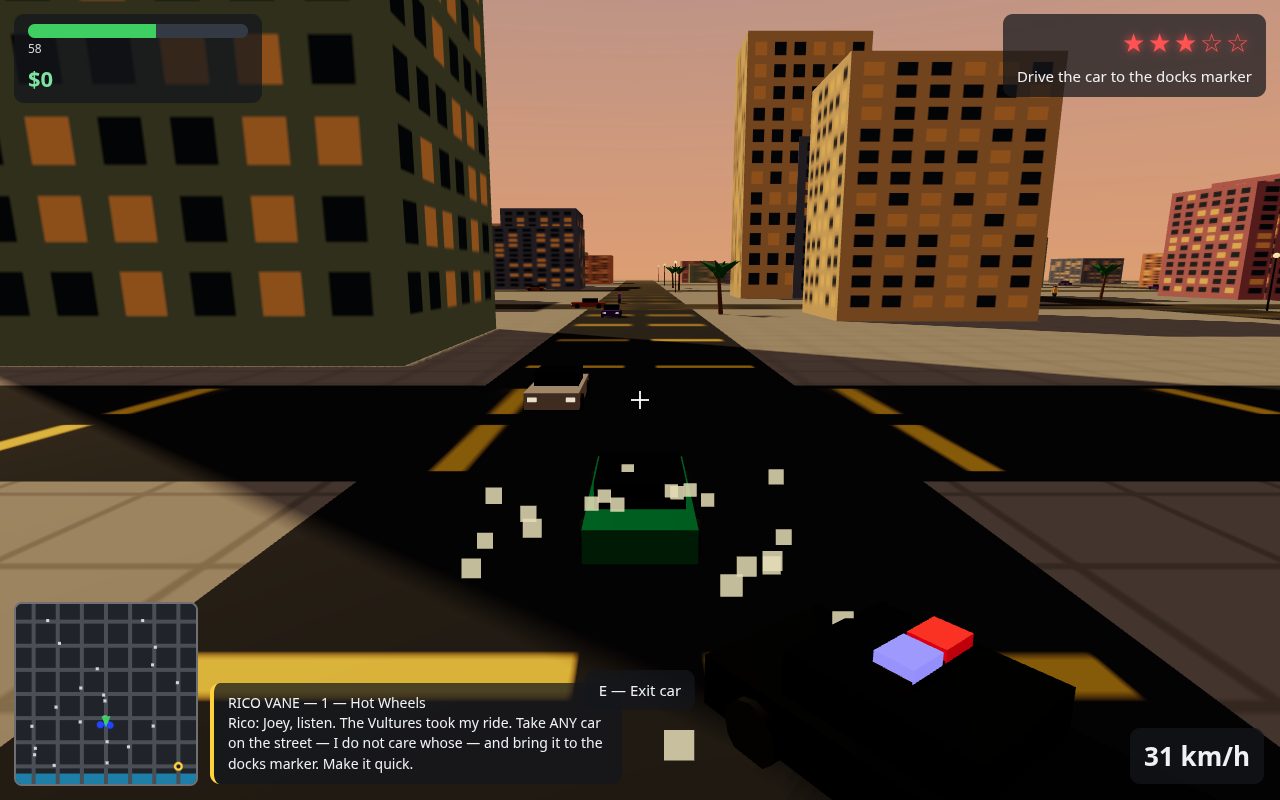 58
$0
★★★☆☆
Drive the car to the docks marker
E — Exit car
RICO VANE — 1 — Hot Wheels
Rico: Joey, listen. The Vultures took my ride. Take ANY car
on the street — I do not care whose — and bring it to the
docks marker. Make it quick.
31 km/h